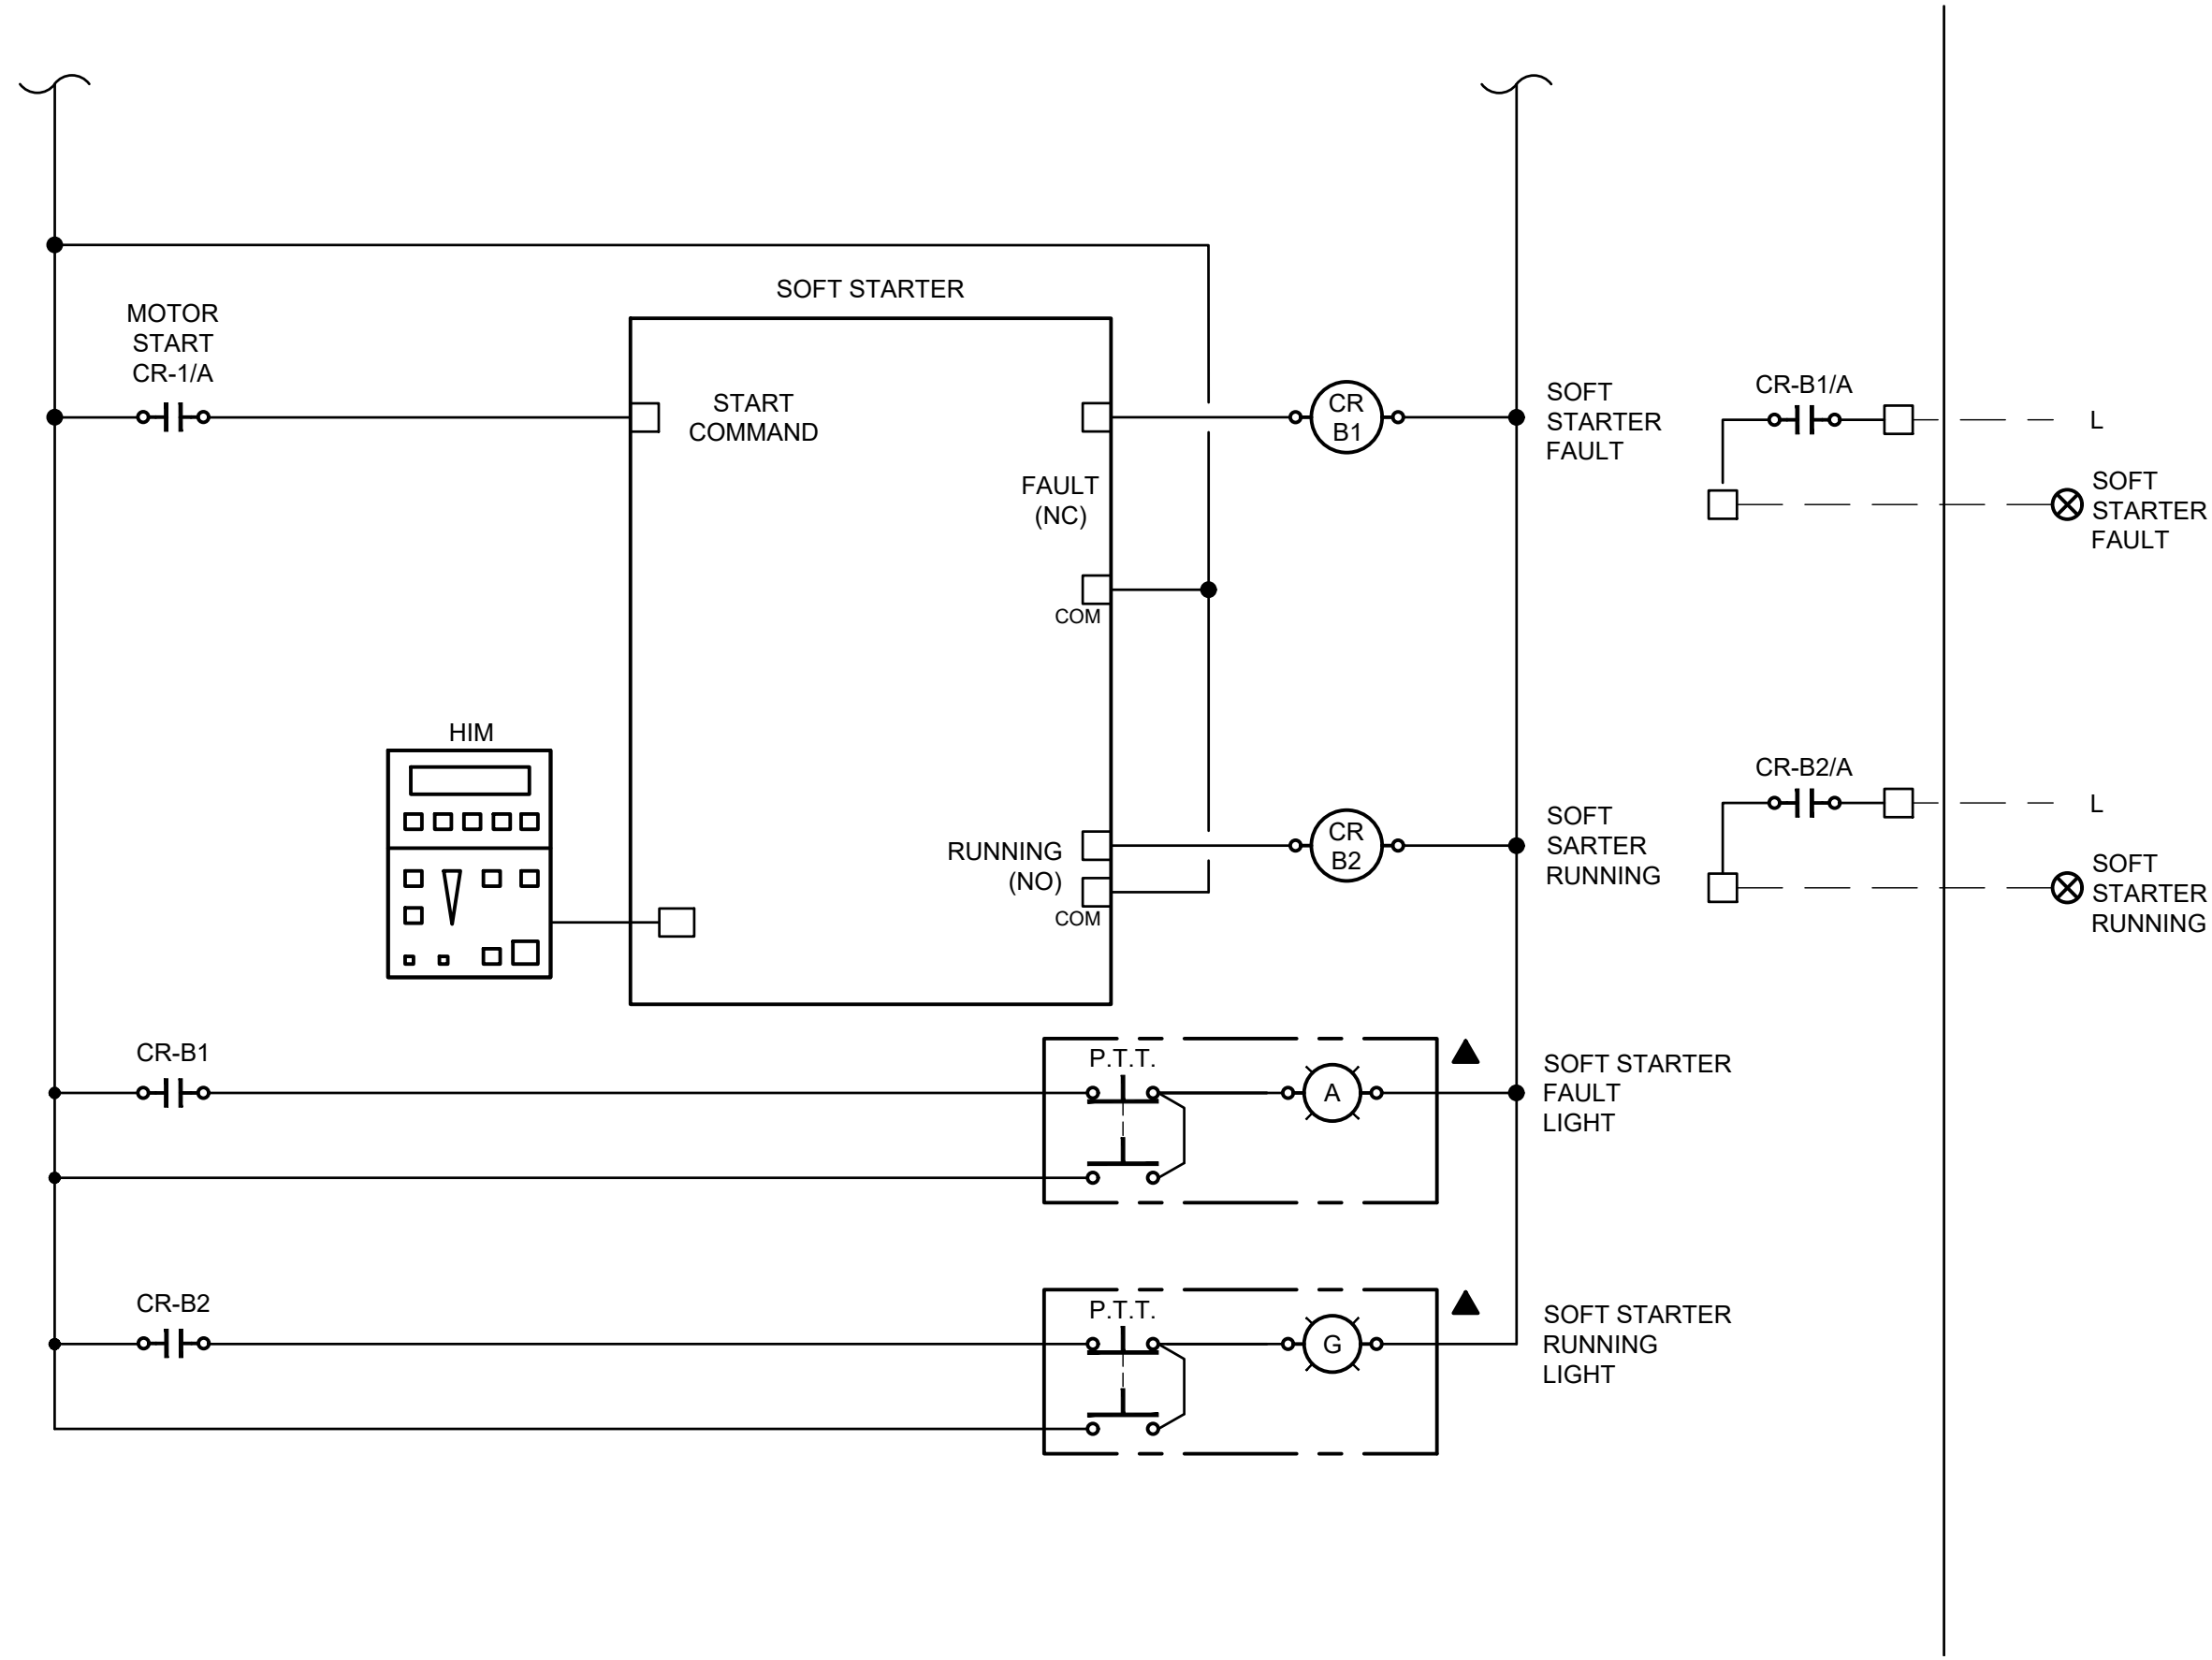 SOFT STARTER
MOTOR
START
CR-1/A
START
COMMAND
FAULT
(NC)
COM
CR
B1
SOFT
STARTER
FAULT
CR-B1/A
L
SOFT
STARTER
FAULT
HIM
RUNNING
(NO)
COM
CR
B2
SOFT
SARTER
RUNNING
CR-B2/A
L
SOFT
STARTER
RUNNING
CR-B1
P.T.T.
A
SOFT STARTER
FAULT
LIGHT
CR-B2
P.T.T.
G
SOFT STARTER
RUNNING
LIGHT